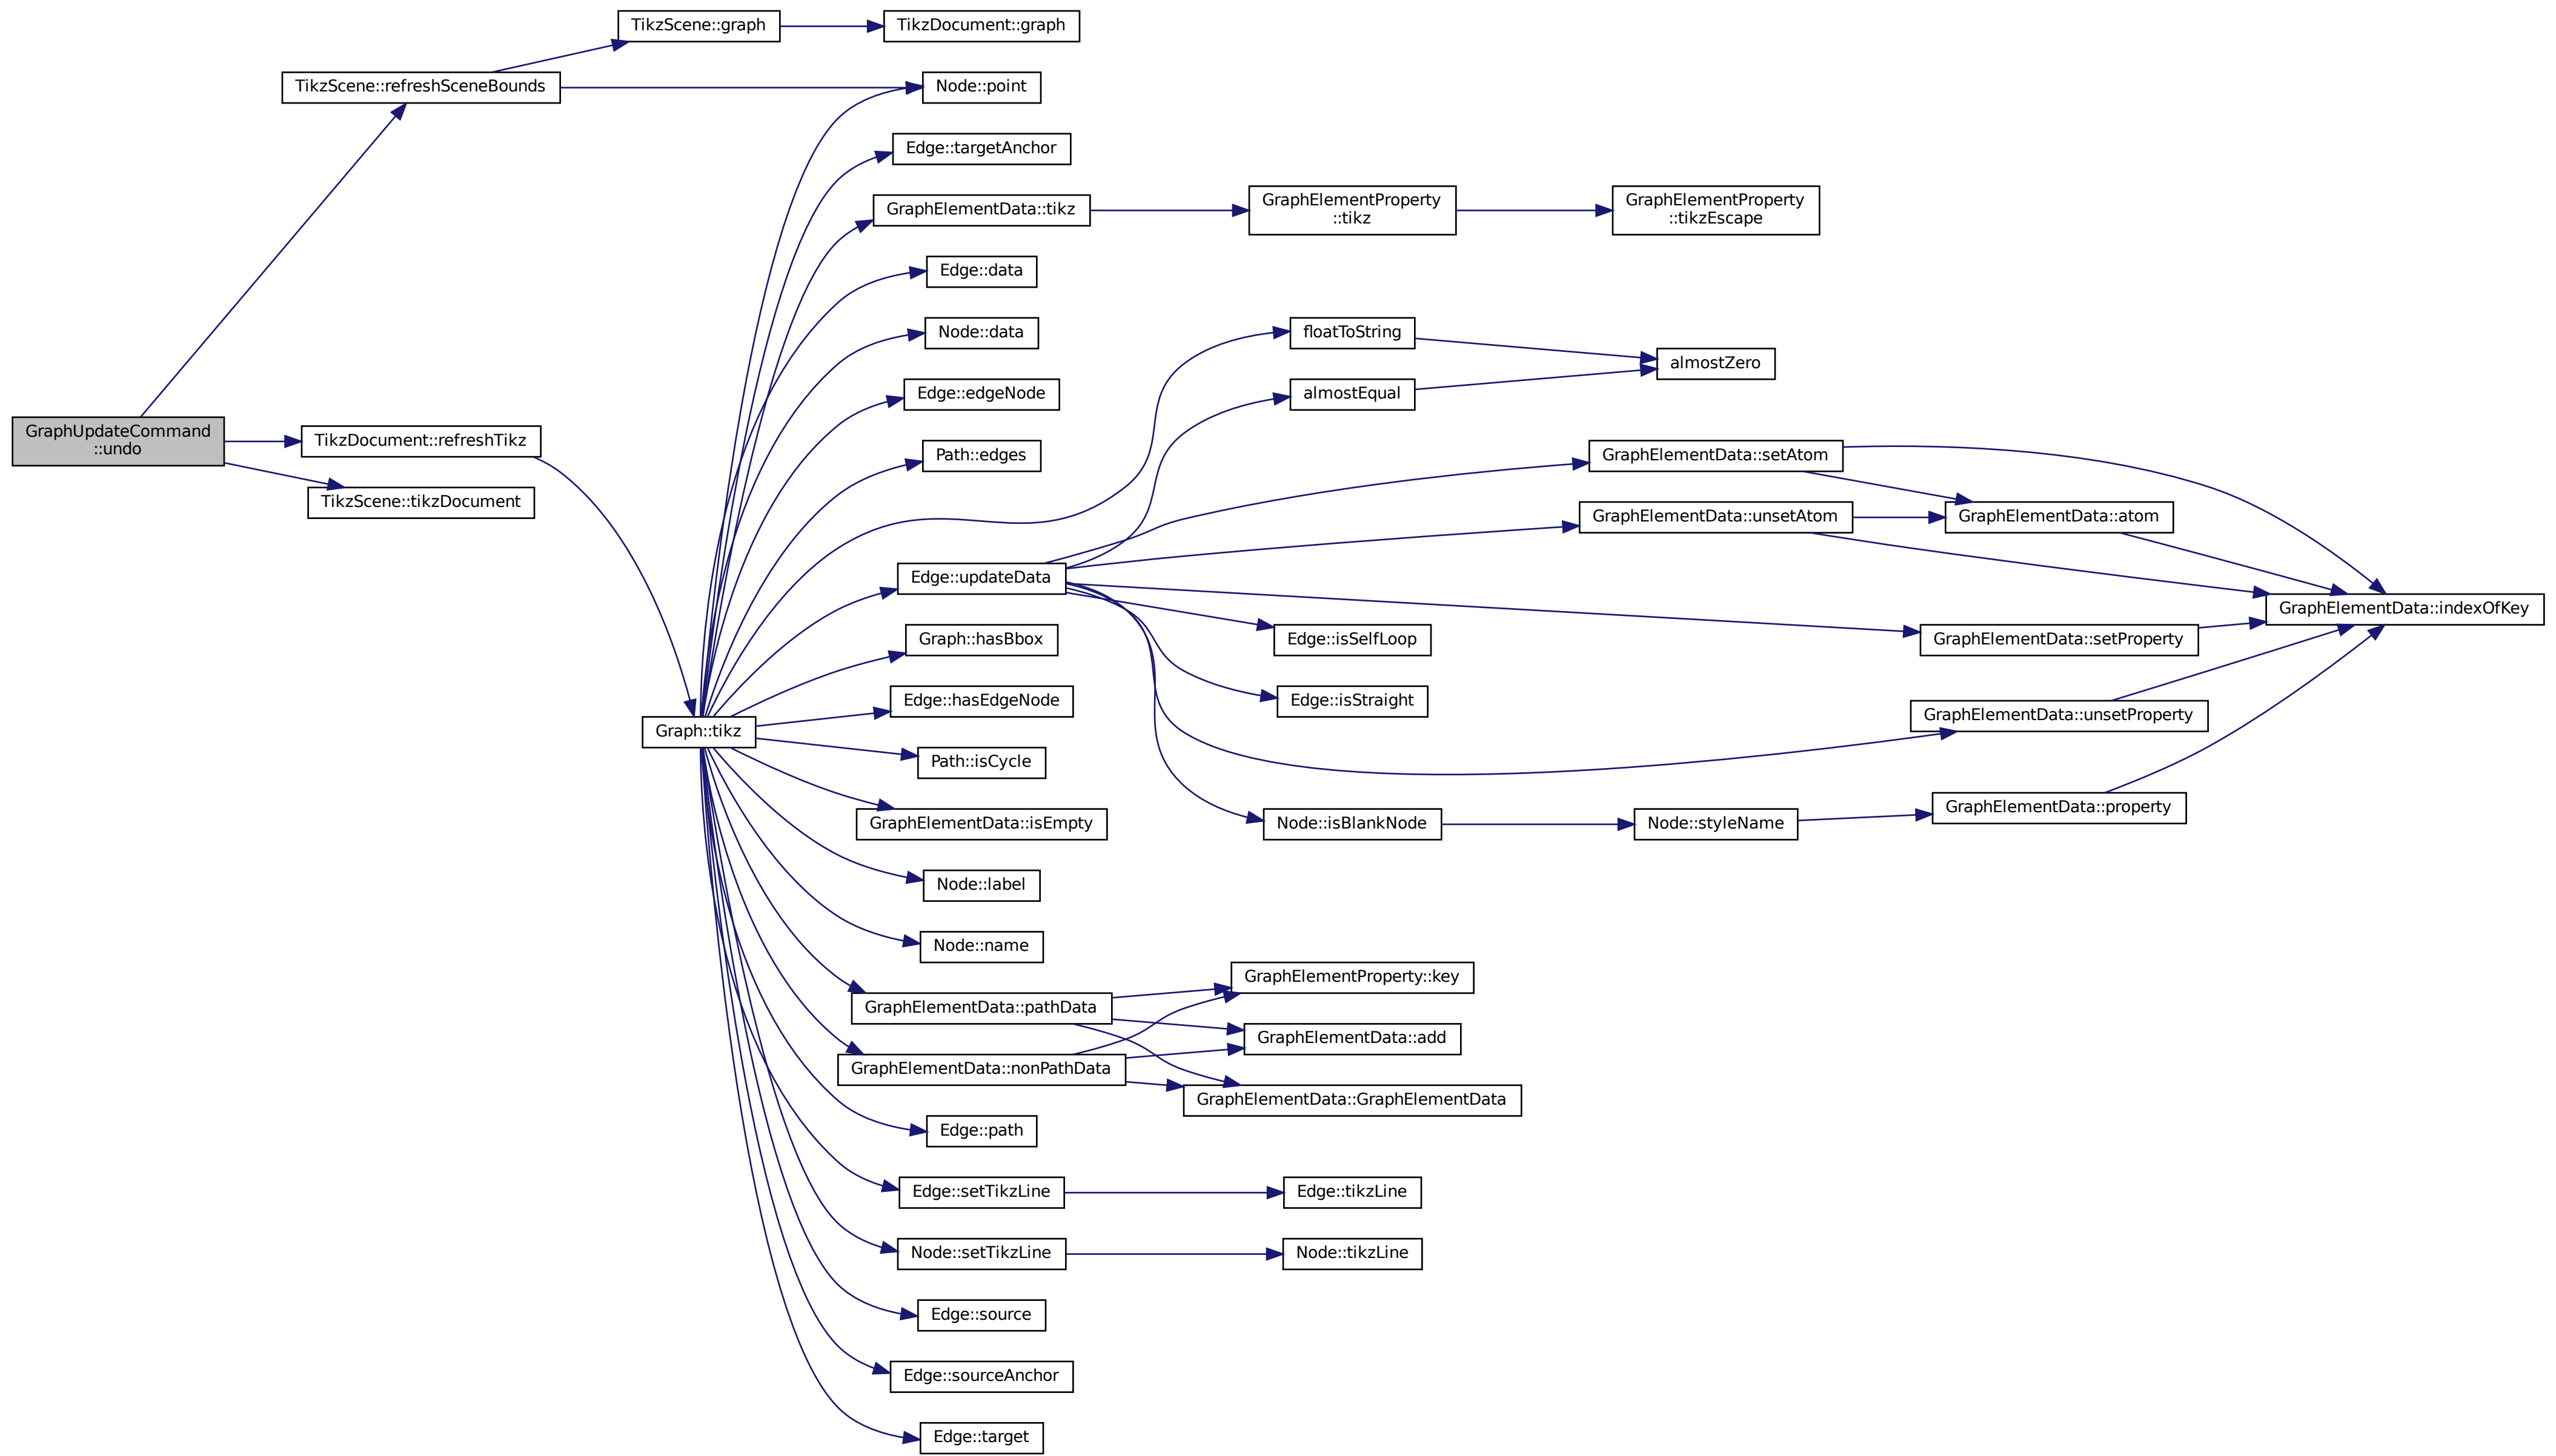 TikzScene::graph
TikzDocument::graph
TikzScene::refreshSceneBounds
Node::point
Edge::targetAnchor
GraphElementData::tikz
GraphElementProperty
::tikz
GraphElementProperty
::tikzEscape
Edge::data
Node::data
floatToString
almostZero
Edge::edgeNode
almostEqual
GraphUpdateCommand
::undo
TikzDocument::refreshTikz
Path::edges
GraphElementData::setAtom
TikzScene::tikzDocument
GraphElementData::unsetAtom
GraphElementData::atom
Edge::updateData
GraphElementData::indexOfKey
Graph::hasBbox
Edge::isSelfLoop
GraphElementData::setProperty
Edge::hasEdgeNode
Edge::isStraight
GraphElementData::unsetProperty
Graph::tikz
Path::isCycle
GraphElementData::isEmpty
Node::isBlankNode
Node::styleName
GraphElementData::property
Node::label
Node::name
GraphElementProperty::key
GraphElementData::pathData
GraphElementData::add
GraphElementData::nonPathData
GraphElementData::GraphElementData
Edge::path
Edge::setTikzLine
Edge::tikzLine
Node::setTikzLine
Node::tikzLine
Edge::source
Edge::sourceAnchor
Edge::target